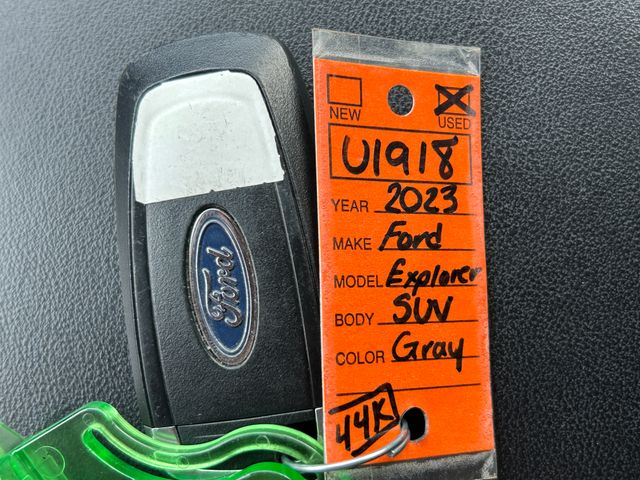 Ford
NEW
USED
U1918
YEAR 2023
MAKE Ford
MODEL Explorer
BODY SUV
COLOR Gray
44K